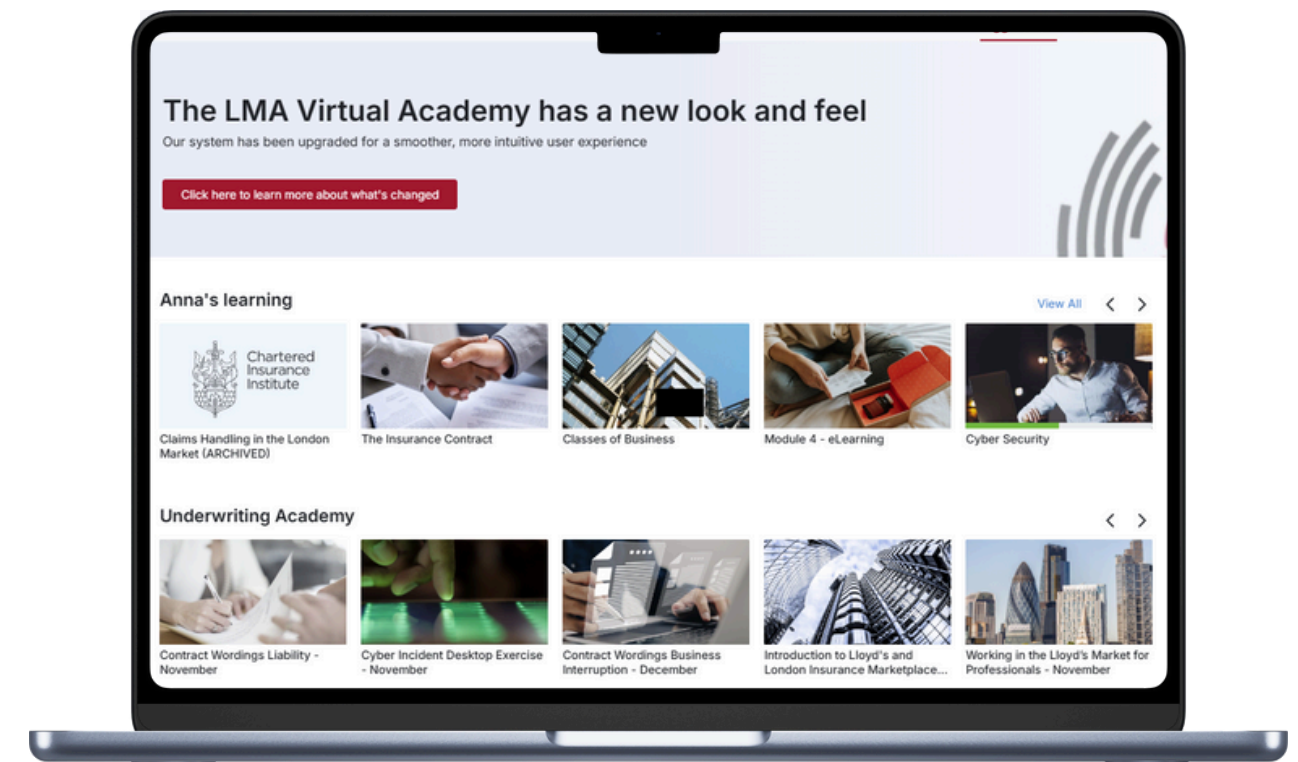 The LMA Virtual Academy has a new look and feel
Our system has been upgraded for a smoother, more intuitive user experience
Click here to learn more about what's changed
Anna's learning
View All
Chartered
Insurance
Institute
Claims Handling in the London
Market (ARCHIVED)
The Insurance Contract
Classes of Business
Module 4 - eLearning
Cyber Security
Underwriting Academy
Contract Wordings Liability -
November
Cyber Incident Desktop Exercise
- November
Contract Wordings Business
Interruption - December
Introduction to Lloyd's and
London Insurance Marketplace...
Working in the Lloyd's Market for
Professionals - November